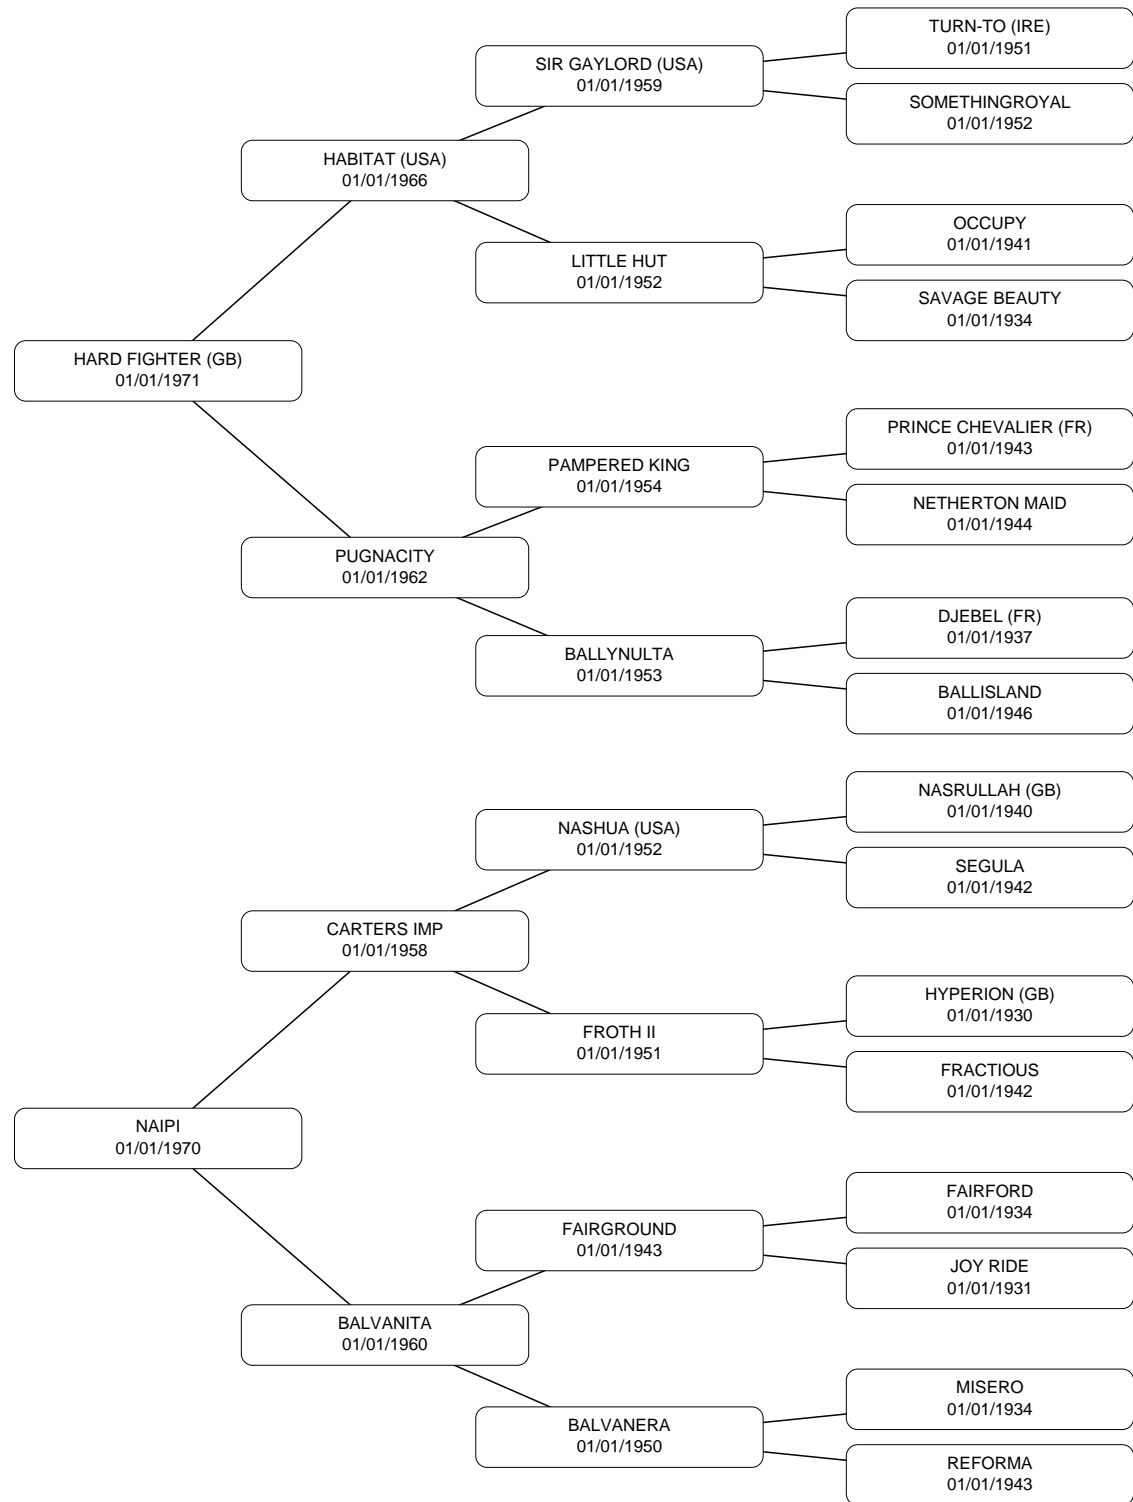 TURN-TO (IRE)
01/01/1951
SIR GAYLORD (USA)
01/01/1959
SOMETHINGROYAL
01/01/1952
HABITAT (USA)
01/01/1966
OCCUPY
01/01/1941
LITTLE HUT
01/01/1952
SAVAGE BEAUTY
01/01/1934
HARD FIGHTER (GB)
01/01/1971
PRINCE CHEVALIER (FR)
01/01/1943
PAMPERED KING
01/01/1954
NETHERTON MAID
01/01/1944
PUGNACITY
01/01/1962
DJEBEL (FR)
01/01/1937
BALLYNULTA
01/01/1953
BALLISLAND
01/01/1946
NASRULLAH (GB)
01/01/1940
NASHUA (USA)
01/01/1952
SEGULA
01/01/1942
CARTERS IMP
01/01/1958
HYPERION (GB)
01/01/1930
FROTH II
01/01/1951
FRACTIOUS
01/01/1942
NAIPI
01/01/1970
FAIRFORD
01/01/1934
FAIRGROUND
01/01/1943
JOY RIDE
01/01/1931
BALVANITA
01/01/1960
MISERO
01/01/1934
BALVANERA
01/01/1950
REFORMA
01/01/1943